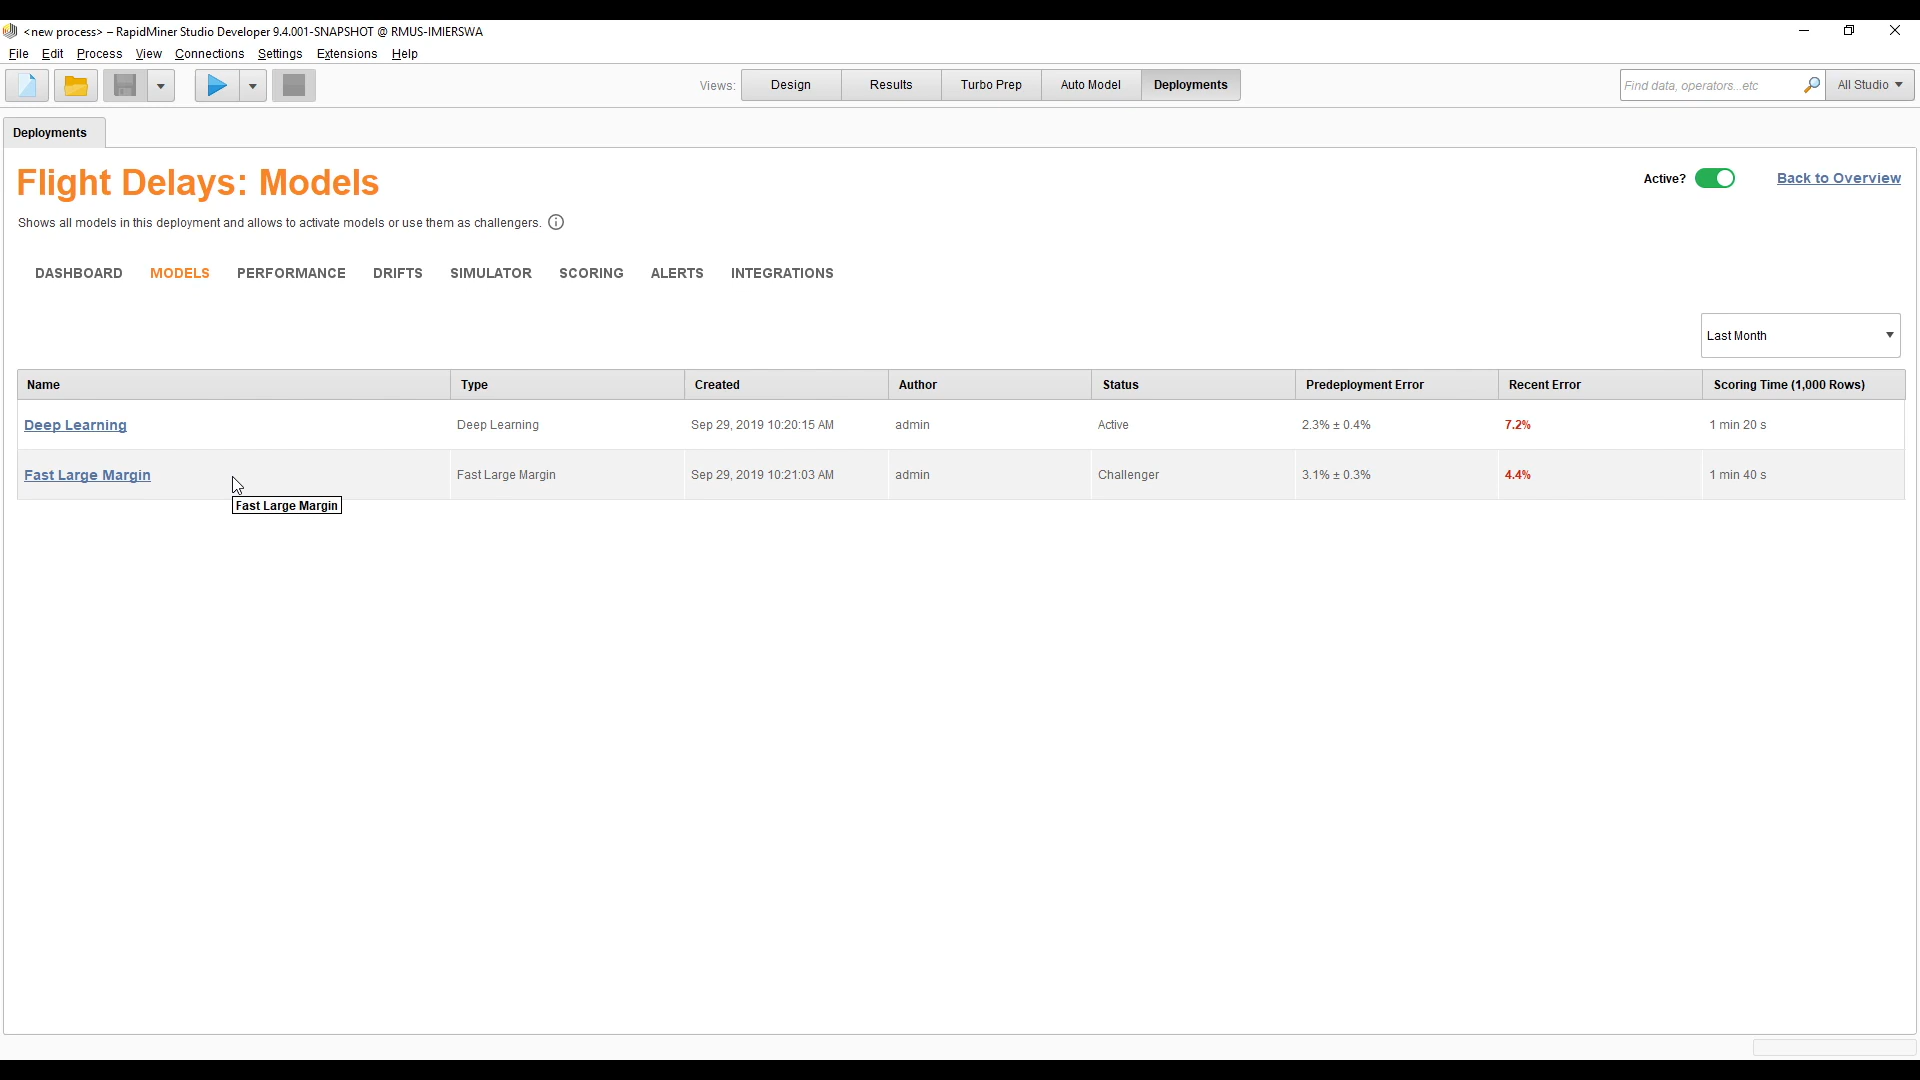 <new process> – RapidMiner Studio Developer 9.4.001-SNAPSHOT @ RMUS-IMIERSWA
File Edit Process View Connections Settings Extensions Help
Views: Design Results Turbo Prep Auto Model Deployments Find data, operators...etc All Studio
Deployments
Flight Delays: Models
Active? Back to Overview
Shows all models in this deployment and allows to activate models or use them as challengers.
DASHBOARD MODELS PERFORMANCE DRIFTS SIMULATOR SCORING ALERTS INTEGRATIONS
Last Month
Name Type Created Author Status Predeployment Error Recent Error Scoring Time (1,000 Rows)
Deep Learning Deep Learning Sep 29, 2019 10:20:15 AM admin Active 2.3% ± 0.4% 7.2% 1 min 20 s
Fast Large Margin Fast Large Margin Sep 29, 2019 10:21:03 AM admin Challenger 3.1% ± 0.3% 4.4% 1 min 40 s
Fast Large Margin